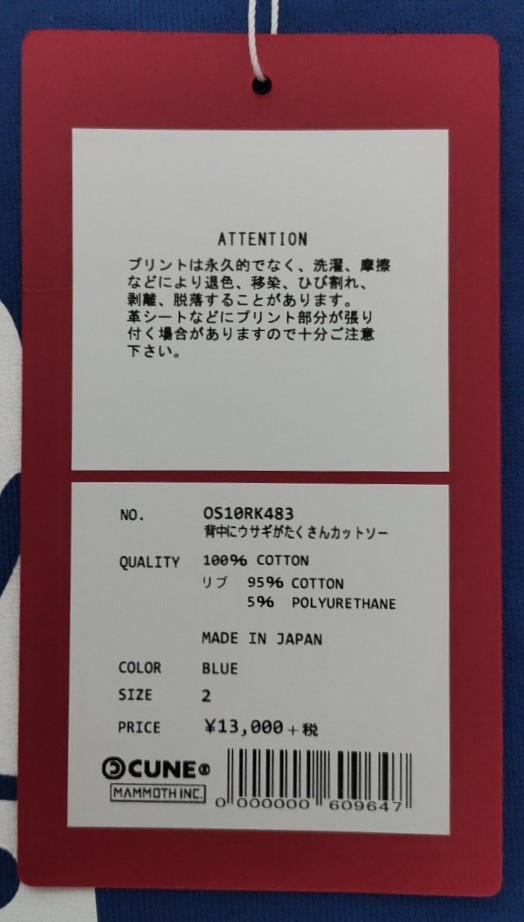 ATTENTION
プリントは永久的でなく、洗濯、摩擦
などにより退色、移染、ひび割れ、
剥離、脱落することがあります。
革シートなどにプリント部分が張り
付く場合がありますので十分ご注意
下さい。
NO. OS10RK483
背中にウサギがたくさんカットソー
QUALITY 100% COTTON
リブ 95% COTTON
5% POLYURETHANE
MADE IN JAPAN
COLOR BLUE
SIZE 2
PRICE ¥13,000+税
CUNE®
MAMMOTH INC.
0 000000 609647